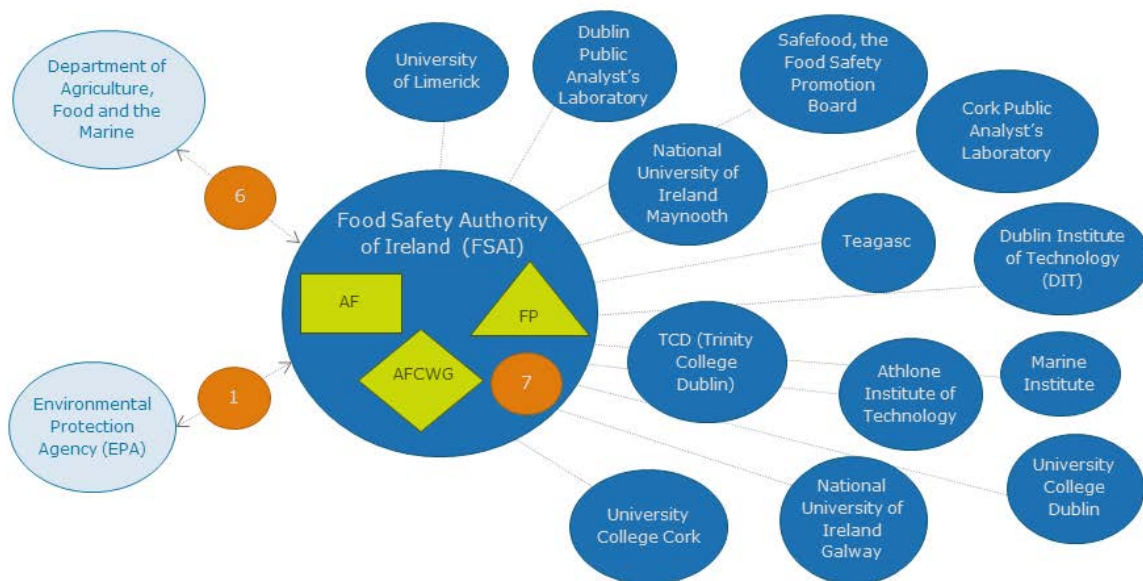 Department of
Agriculture,
Food and the
Marine
University
of Limerick
Dublin
Public
Analyst's
Laboratory
Safefood, the
Food Safety
Promotion
Board
Cork Public
Analyst's
Laboratory
National
University of
Ireland
Maynooth
6
Food Safety Authority
of Ireland (FSAI)
Teagasc
Dublin Institute
of Technology
(DIT)
AF
FP
AFCWG
7
TCD (Trinity
College
Dublin)
Athlone
Institute of
Technology
Marine
Institute
1
Environmental
Protection
Agency (EPA)
University
College Cork
National
University of
Ireland
Galway
University
College
Dublin